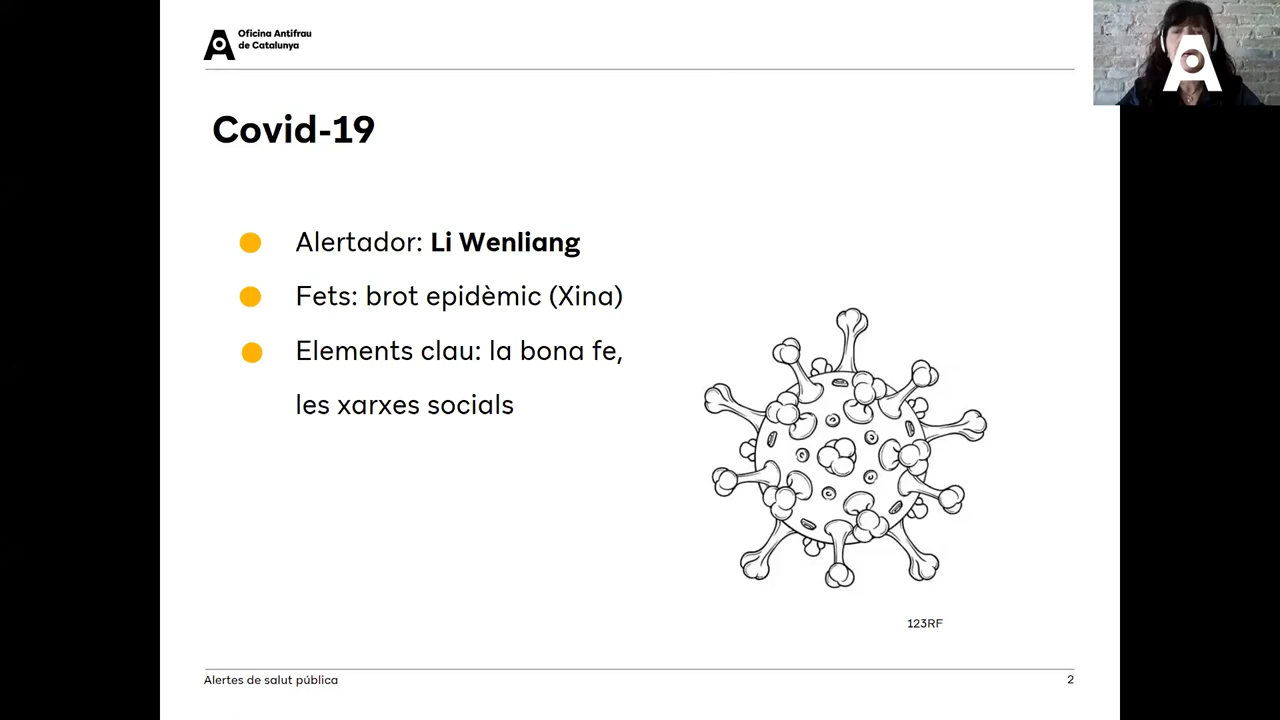 Oficina Antifrau
de Catalunya
Covid-19
Alertador: Li Wenliang
Fets: brot epidèmic (Xina)
Elements clau: la bona fe,
les xarxes socials
123RF
Alertes de salut pública
2